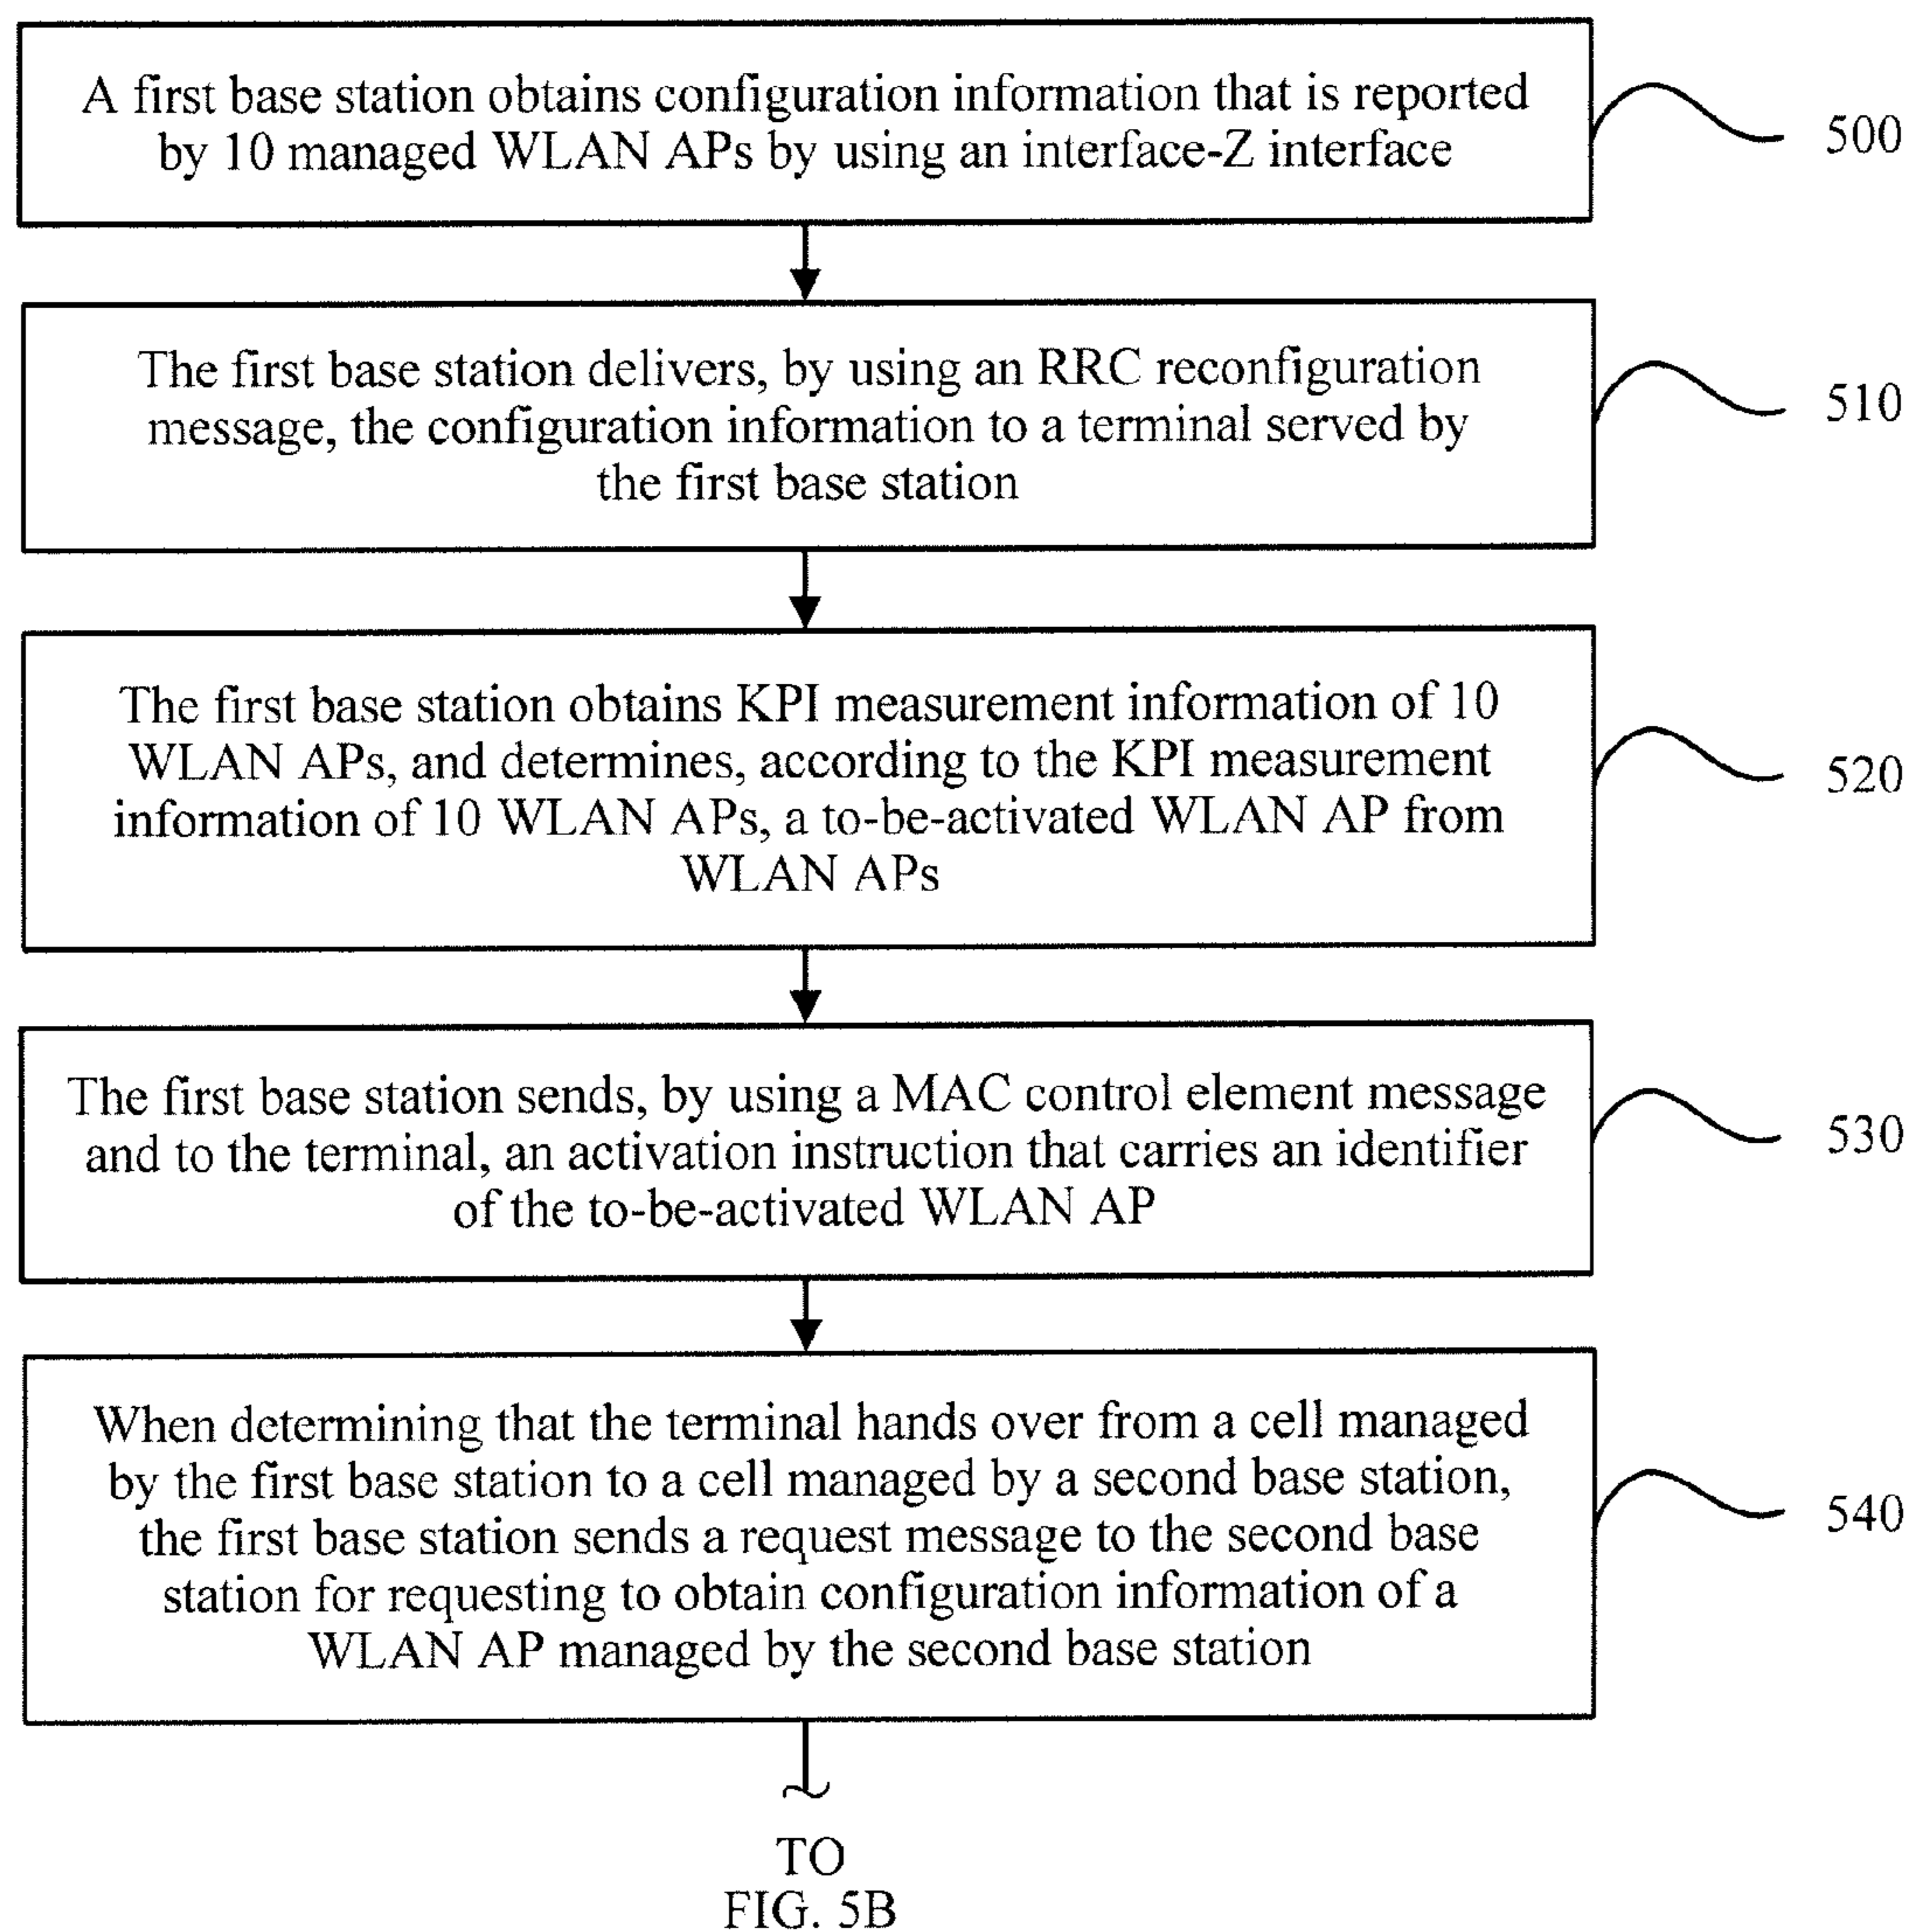 A first base station obtains configuration information that is reported
by 10 managed WLAN APs by using an interface-Z interface
500
The first base station delivers, by using an RRC reconfiguration
message, the configuration information to a terminal served by
the first base station
510
The first base station obtains KPI measurement information of 10
WLAN APs, and determines, according to the KPI measurement
information of 10 WLAN APs, a to-be-activated WLAN AP from
WLAN APs
520
The first base station sends, by using a MAC control element message
and to the terminal, an activation instruction that carries an identifier
of the to-be-activated WLAN AP
530
When determining that the terminal hands over from a cell managed
by the first base station to a cell managed by a second base station,
the first base station sends a request message to the second base
station for requesting to obtain configuration information of a
WLAN AP managed by the second base station
540
TO
FIG. 5B